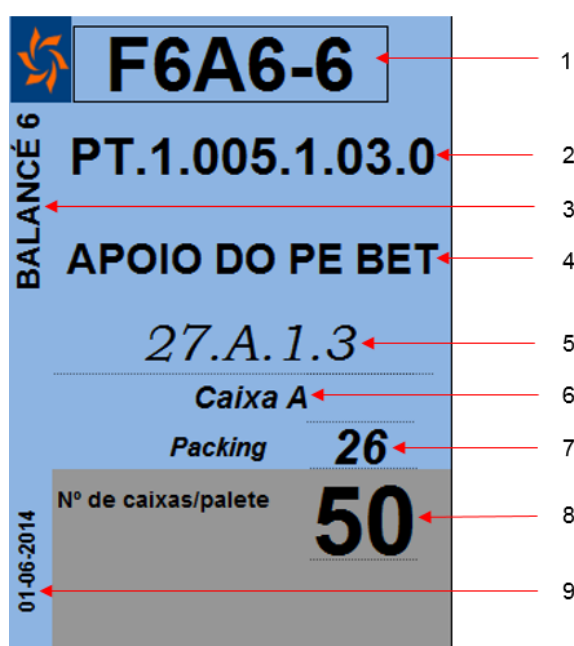 F6A6-6
1
PT.1.005.1.03.0
2
BALANCÉ 6
3
APOIO DO PE BET
4
27.A.1.3
5
Caixa A
6
Packing 26
7
Nº de caixas/palete 50
8
01-06-2014
9